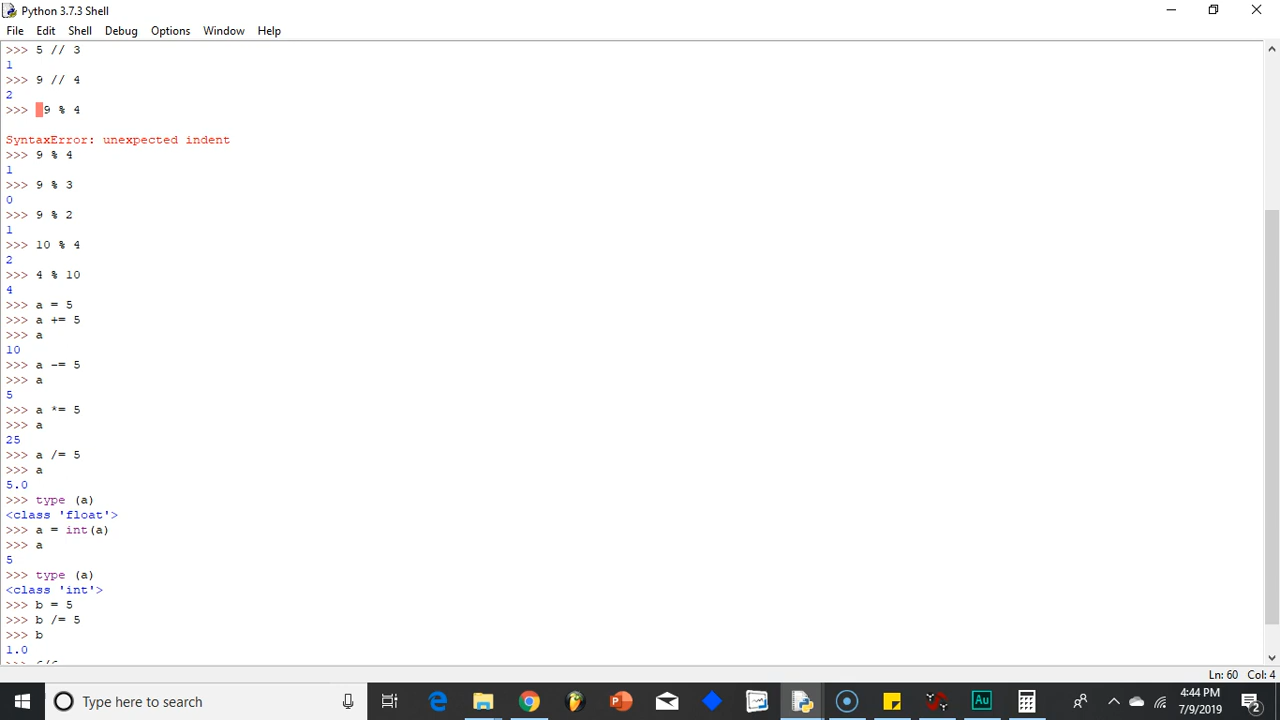 Python 3.7.3 Shell
File Edit Shell Debug Options Window Help
>>> 5 // 3
1
>>> 9 // 4
2
>>>  9 % 4
SyntaxError: unexpected indent
>>> 9 % 4
1
>>> 9 % 3
0
>>> 9 % 2
1
>>> 10 % 4
2
>>> 4 % 10
4
>>> a = 5
>>> a += 5
>>> a
10
>>> a -= 5
>>> a
5
>>> a *= 5
>>> a
25
>>> a /= 5
>>> a
5.0
>>> type (a)
<class 'float'>
>>> a = int(a)
>>> a
5
>>> type (a)
<class 'int'>
>>> b = 5
>>> b /= 5
>>> b
1.0
>>>
Ln: 60 Col: 4
Type here to search
Au
4:44 PM
7/9/2019
2